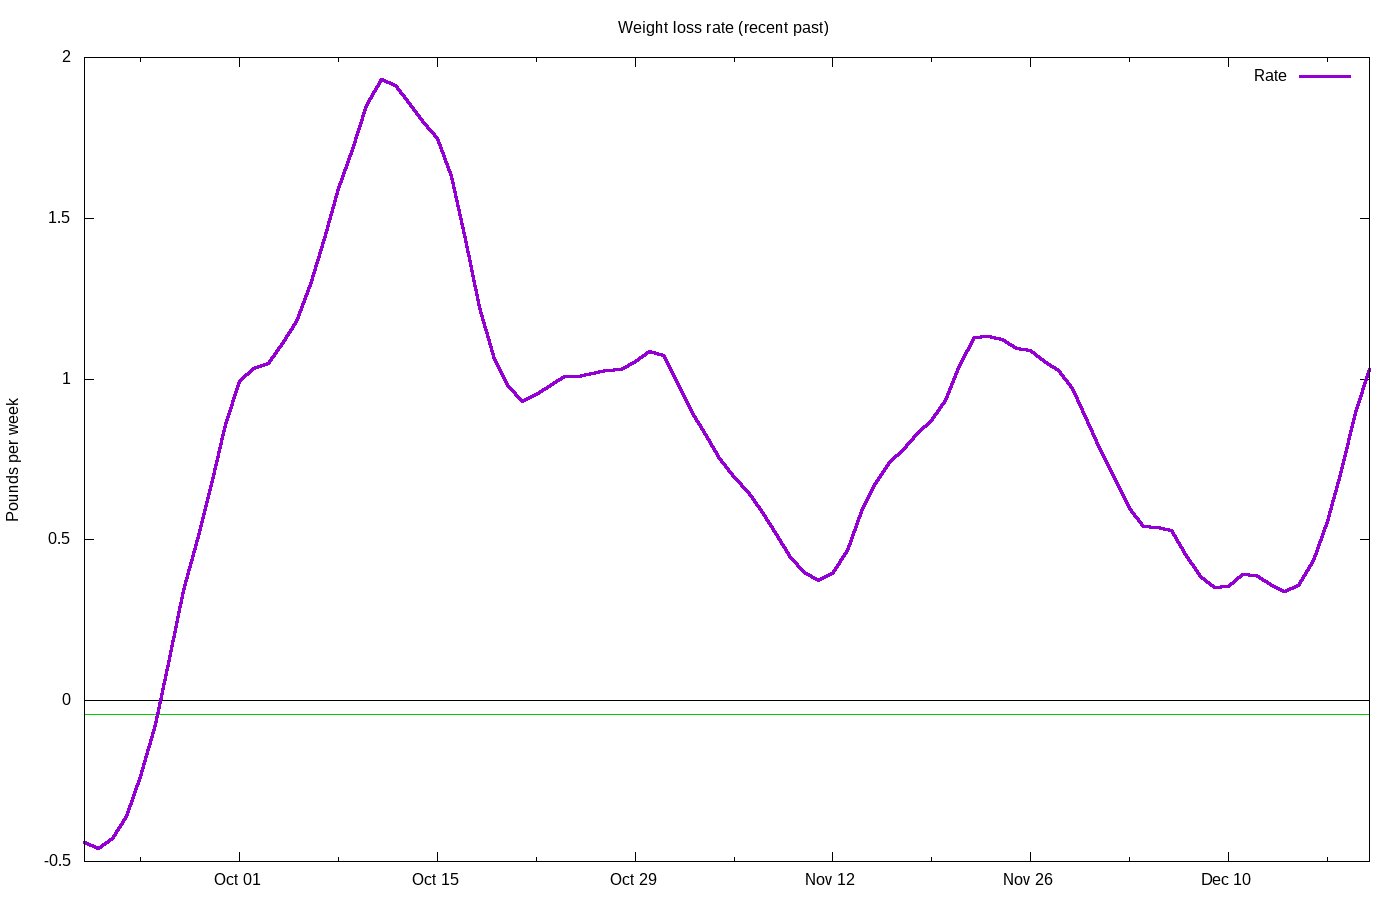 Weight loss rate (recent past)
Rate
Pounds per week
2
1.5
1
0.5
0
-0.5
Oct 01
Oct 15
Oct 29
Nov 12
Nov 26
Dec 10